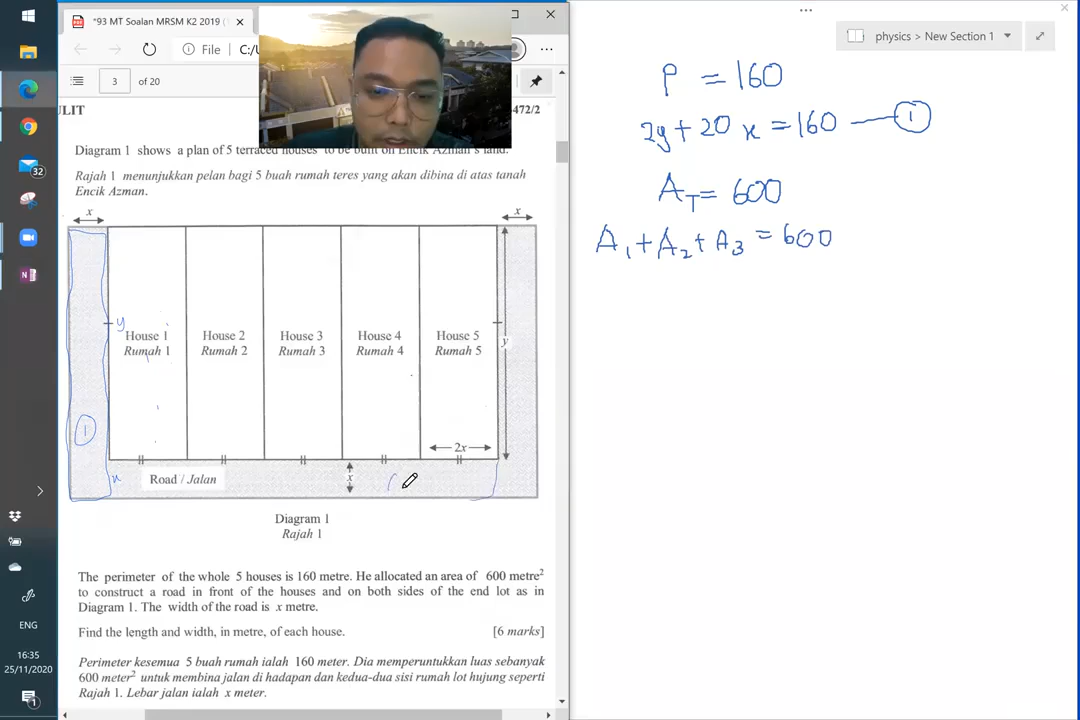 *93 MT Soalan MRSM K2 2019 (
File
C:/
3
of 20
physics > New Section 1
ULIT
472/2
Diagram 1 shows a plan of 5 terraced houses to be built on Encik Azman's land.
Rajah 1 menunjukkan pelan bagi 5 buah rumah teres yang akan dibina di atas tanah
Encik Azman.
x
x
y
House 1
Rumah 1
House 2
Rumah 2
House 3
Rumah 3
House 4
Rumah 4
House 5
Rumah 5
y
1
2x
x
Road / Jalan
x
Diagram 1
Rajah 1
The perimeter of the whole 5 houses is 160 metre. He allocated an area of 600 metre²
to construct a road in front of the houses and on both sides of the end lot as in
Diagram 1. The width of the road is x metre.
Find the length and width, in metre, of each house.
[6 marks]
Perimeter kesemua 5 buah rumah ialah 160 meter. Dia memperuntukkan luas sebanyak
600 meter² untuk membina jalan di hadapan dan kedua-dua sisi rumah lot hujung seperti
Rajah 1. Lebar jalan ialah x meter.
P = 160
2y + 20x = 160 — 1
A_T = 600
A₁ + A₂ + A₃ = 600
32
ENG
16:35
25/11/2020
1